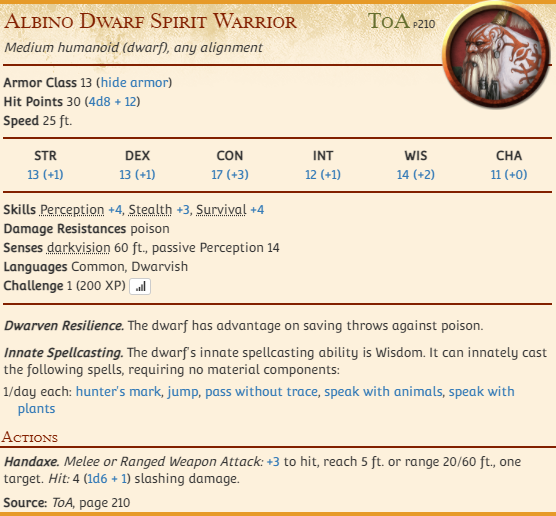 Albino Dwarf Spirit Warrior ToA p210
Medium humanoid (dwarf), any alignment
Armor Class 13 (hide armor)
Hit Points 30 (4d8 + 12)
Speed 25 ft.
STR DEX CON INT WIS CHA
13 (+1) 13 (+1) 17 (+3) 12 (+1) 14 (+2) 11 (+0)
Skills Perception +4, Stealth +3, Survival +4
Damage Resistances poison
Senses darkvision 60 ft., passive Perception 14
Languages Common, Dwarvish
Challenge 1 (200 XP)
Dwarven Resilience. The dwarf has advantage on saving throws against poison.
Innate Spellcasting. The dwarf's innate spellcasting ability is Wisdom. It can innately cast
the following spells, requiring no material components:
1/day each: hunter's mark, jump, pass without trace, speak with animals, speak with
plants
Actions
Handaxe. Melee or Ranged Weapon Attack: +3 to hit, reach 5 ft. or range 20/60 ft., one
target. Hit: 4 (1d6 + 1) slashing damage.
Source: ToA, page 210